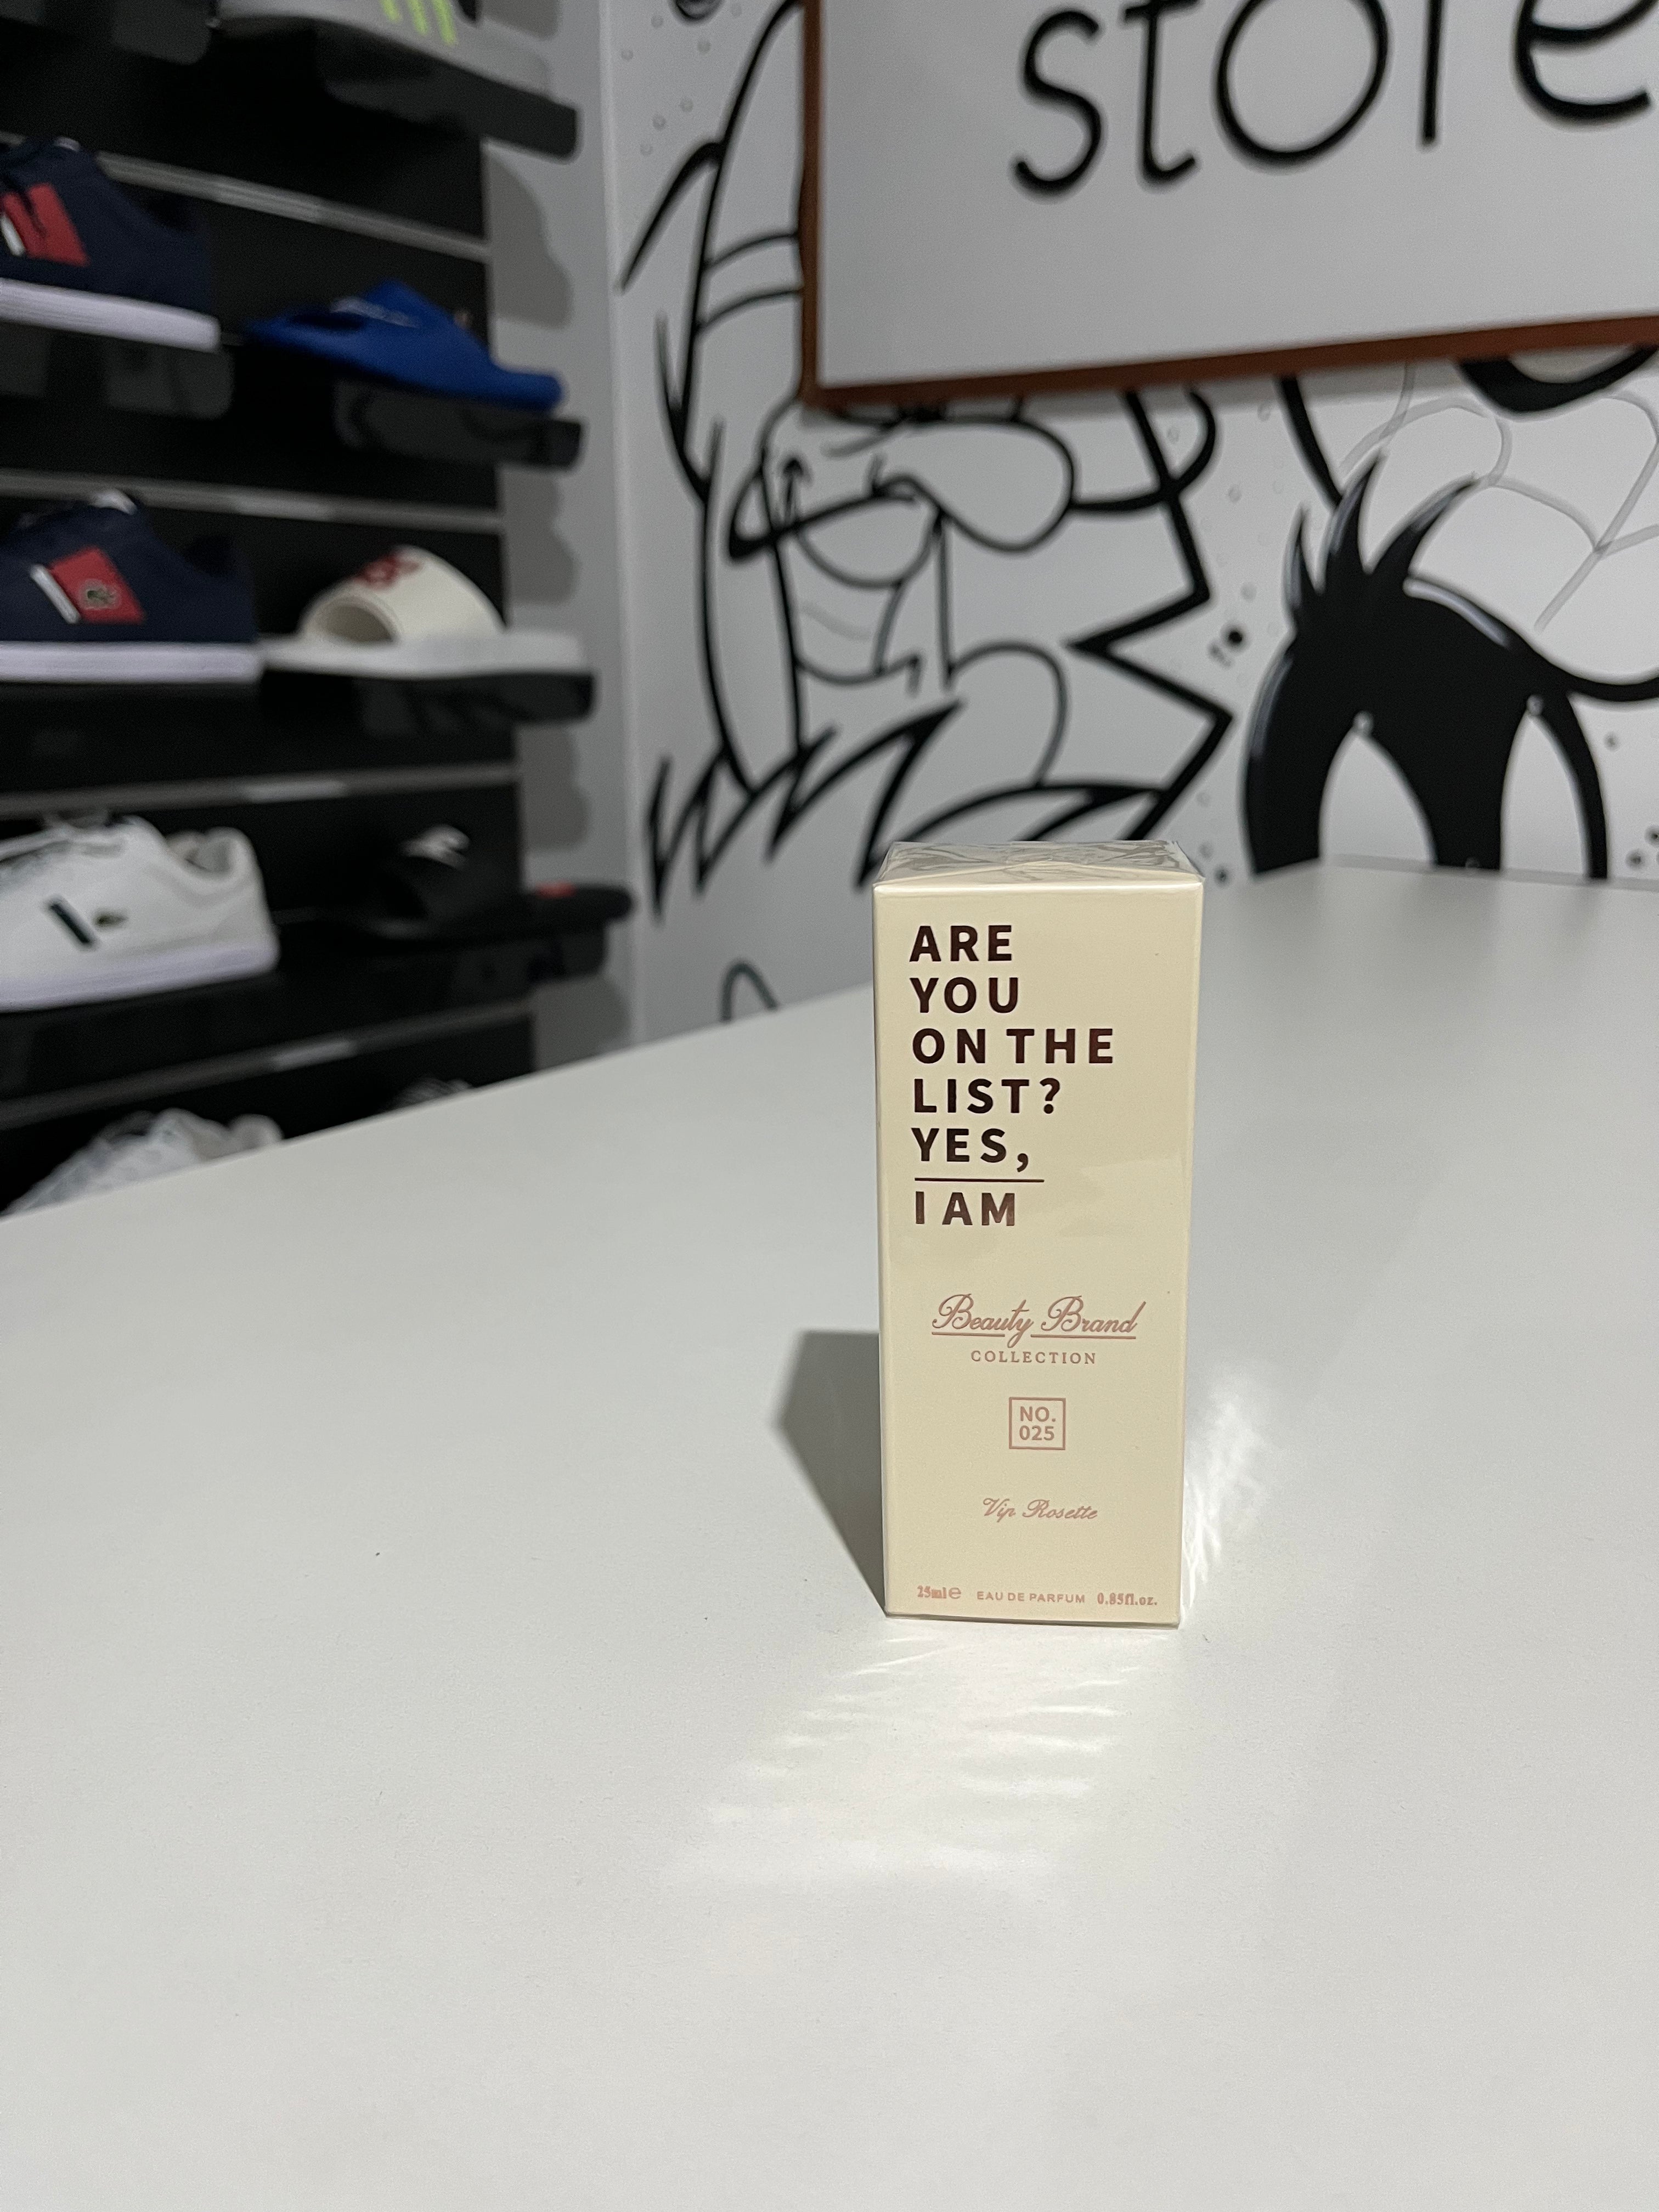 store
ARE
YOU
ON THE
LIST?
YES,
I AM
Beauty Brand
COLLECTION
NO.
025
Vip Rosette
25ml℮ EAU DE PARFUM 0.85fl.oz.